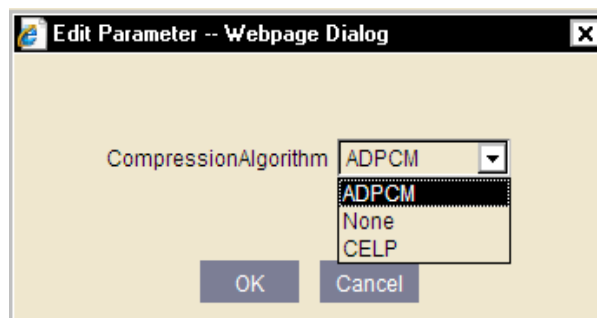 Edit Parameter -- Webpage Dialog
CompressionAlgorithm ADPCM
ADPCM
None
CELP
OK Cancel